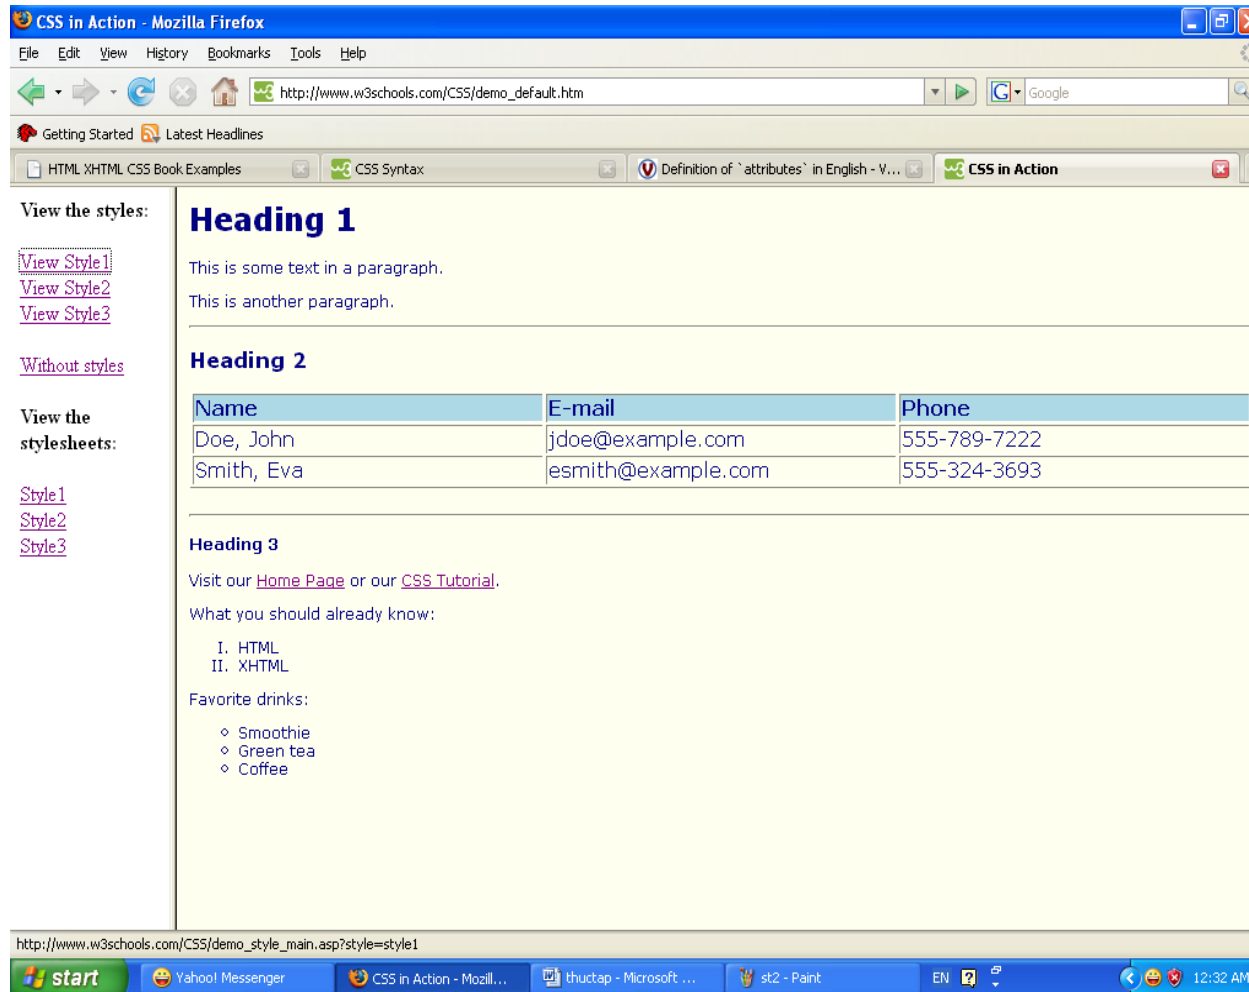 CSS in Action - Mozilla Firefox
File Edit View History Bookmarks Tools Help
http://www.w3schools.com/CSS/demo_default.htm
G Google
Getting Started Latest Headlines
HTML XHTML CSS Book Examples
CSS Syntax
Definition of `attributes` in English - V...
CSS in Action
View the styles:
View Style1
View Style2
View Style3
Without styles
View the
stylesheets:
Style1
Style2
Style3
Heading 1
This is some text in a paragraph.
This is another paragraph.
Heading 2
Name E-mail Phone
Doe, John jdoe@example.com 555-789-7222
Smith, Eva esmith@example.com 555-324-3693
Heading 3
Visit our Home Page or our CSS Tutorial.
What you should already know:
I. HTML
II. XHTML
Favorite drinks:
Smoothie
Green tea
Coffee
http://www.w3schools.com/CSS/demo_style_main.asp?style=style1
start Yahoo! Messenger CSS in Action - Mozill... thuctap - Microsoft ... st2 - Paint EN 12:32 AM